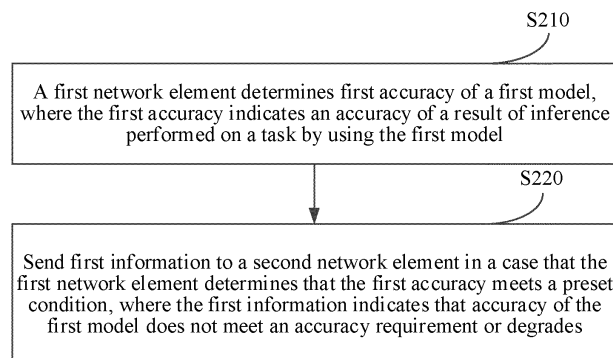 S210
A first network element determines first accuracy of a first model,
where the first accuracy indicates an accuracy of a result of inference
performed on a task by using the first model
S220
Send first information to a second network element in a case that the
first network element determines that the first accuracy meets a preset
condition, where the first information indicates that accuracy of the
first model does not meet an accuracy requirement or degrades